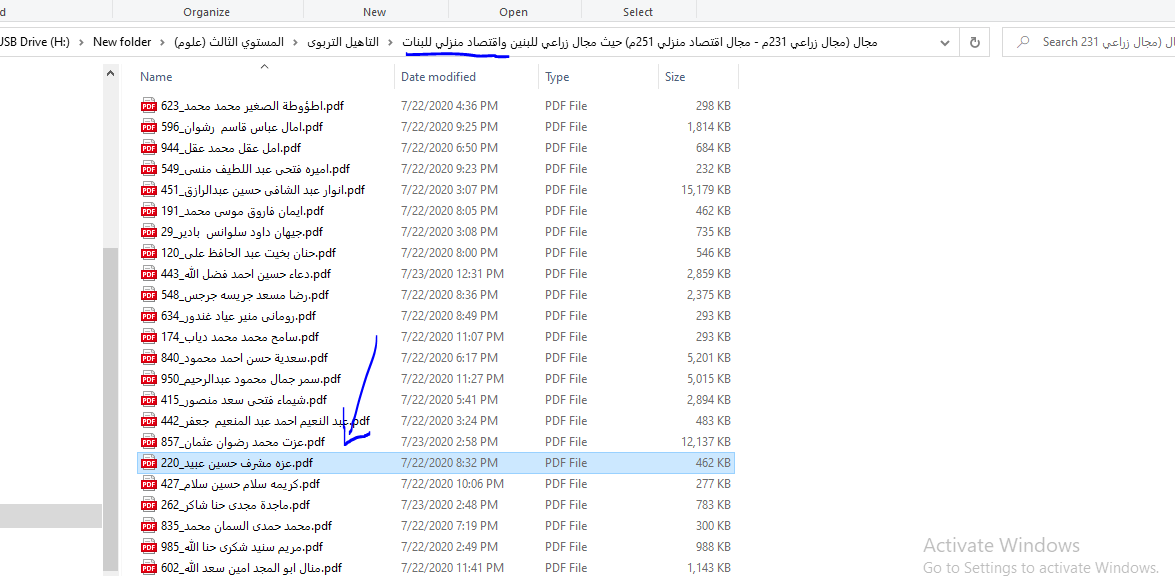 d
Organize New Open Select
USB Drive (H:) > New folder > المستوي الثالث (علوم) > التاهيل التربوى > مجال (مجال زراعي 231م - مجال اقتصاد منزلي 251م) حيث مجال زراعي للبنين واقتصاد منزلي للبنات
Search 231 ال (مجال زراعي
Name Date modified Type Size
623_اطؤوطة الصغير محمد محمد.pdf 7/22/2020 4:36 PM PDF File 298 KB
596_امال عباس قاسم رشوان.pdf 7/22/2020 9:25 PM PDF File 1,814 KB
944_امل عقل محمد عقل.pdf 7/22/2020 6:50 PM PDF File 684 KB
549_اميره فتحى عبد اللطيف منسى.pdf 7/22/2020 9:23 PM PDF File 232 KB
451_انوار عبد الشافى حسين عبدالرازق.pdf 7/22/2020 3:07 PM PDF File 15,179 KB
191_ايمان فاروق موسى محمد.pdf 7/22/2020 8:05 PM PDF File 462 KB
29_جيهان داود سلوانس بادير.pdf 7/22/2020 3:08 PM PDF File 735 KB
120_حنان بخيت عبد الحافظ على.pdf 7/22/2020 8:00 PM PDF File 546 KB
443_دعاء حسين احمد فضل الله.pdf 7/23/2020 12:31 PM PDF File 2,859 KB
548_رضا مسعد جريسه جرجس.pdf 7/22/2020 8:36 PM PDF File 2,375 KB
634_رومانى منير عياد غندور.pdf 7/22/2020 8:49 PM PDF File 293 KB
174_سامح محمد محمد دياب.pdf 7/22/2020 11:07 PM PDF File 293 KB
840_سعدية حسن احمد محمود.pdf 7/22/2020 6:17 PM PDF File 5,201 KB
950_سمر جمال محمود عبدالرحيم.pdf 7/22/2020 11:27 PM PDF File 5,015 KB
415_شيماء فتحى سعد منصور.pdf 7/22/2020 5:41 PM PDF File 2,894 KB
442_عبد النعيم احمد عبد المنعيم جعفر.pdf 7/22/2020 3:24 PM PDF File 483 KB
857_عزت محمد رضوان عثمان.pdf 7/23/2020 2:58 PM PDF File 12,137 KB
220_عزه مشرف حسين عبيد.pdf 7/22/2020 8:32 PM PDF File 462 KB
427_كريمه سلام حسين سلام.pdf 7/22/2020 10:06 PM PDF File 277 KB
262_ماجدة مجدى حنا شاكر.pdf 7/23/2020 2:48 PM PDF File 783 KB
835_محمد حمدى السمان محمد.pdf 7/22/2020 7:19 PM PDF File 300 KB
985_مريم سنيد شكرى حنا الله.pdf 7/22/2020 2:49 PM PDF File 988 KB
602_منال ابو المجد امين سعد الله.pdf 7/22/2020 11:41 PM PDF File 1,143 KB
Activate Windows
Go to Settings to activate Windows.